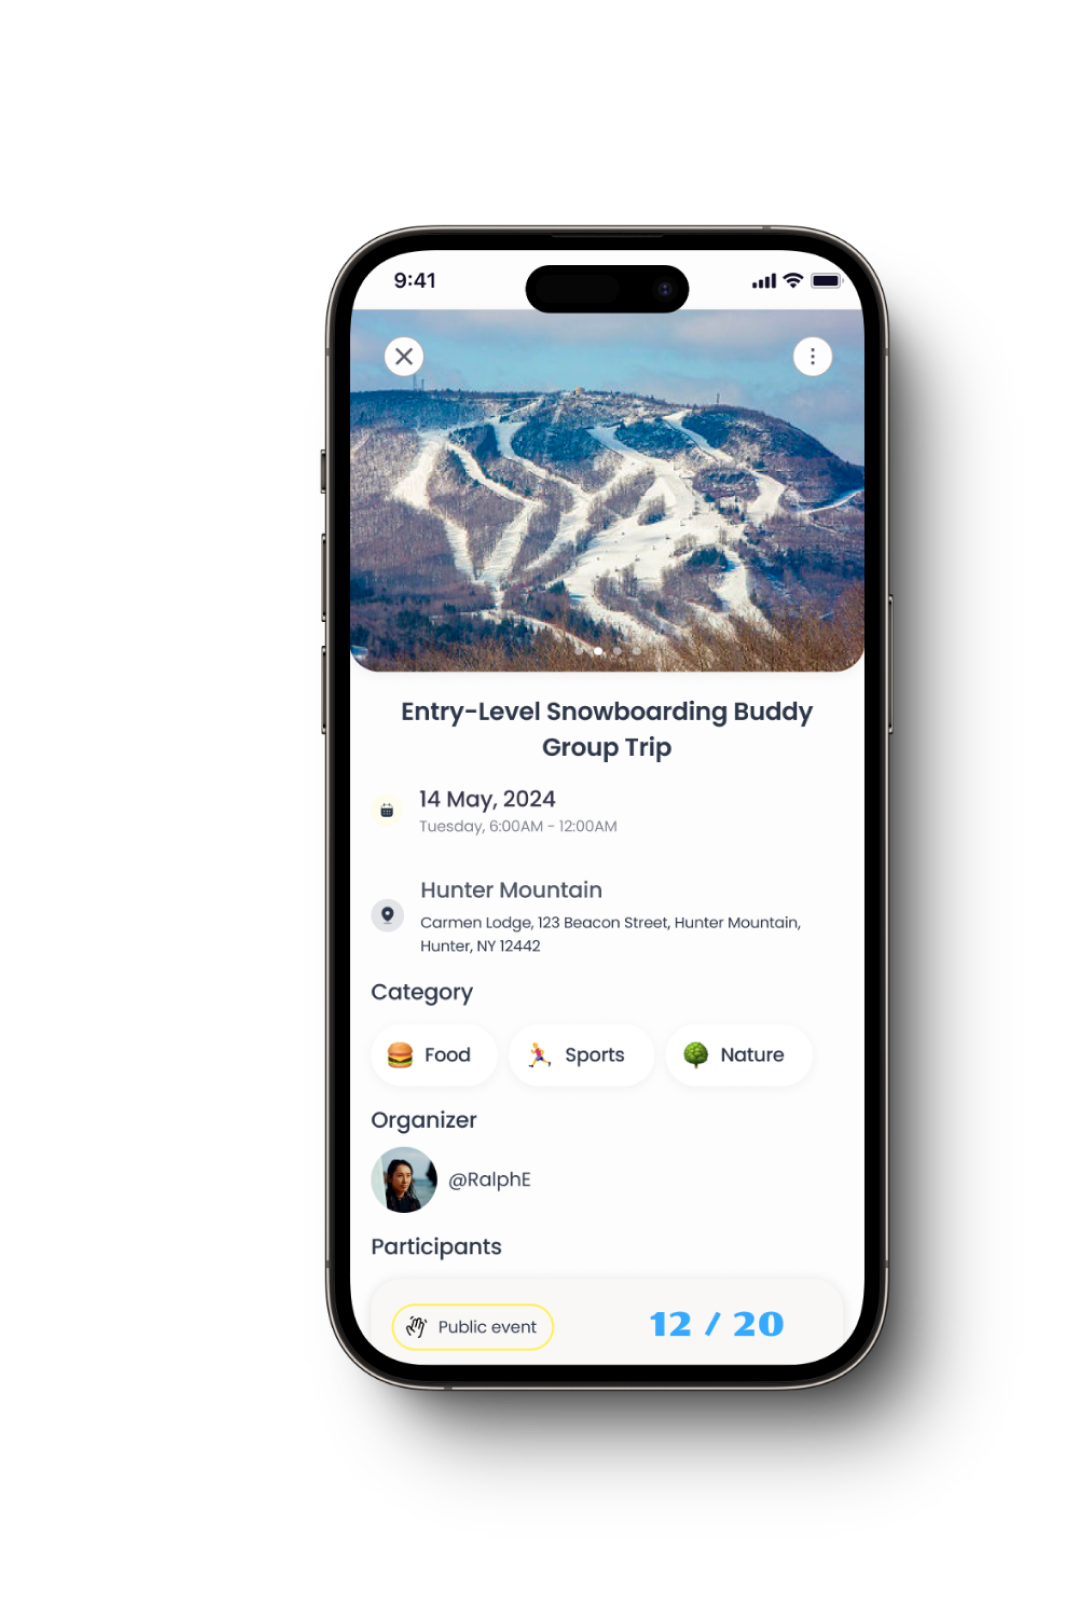 9:41
Entry-Level Snowboarding Buddy
Group Trip
14 May, 2024
Tuesday, 6:00AM - 12:00AM
Hunter Mountain
Carmen Lodge, 123 Beacon Street, Hunter Mountain,
Hunter, NY 12442
Category
Food Sports Nature
Organizer
@RalphE
Participants
Public event 12 / 20